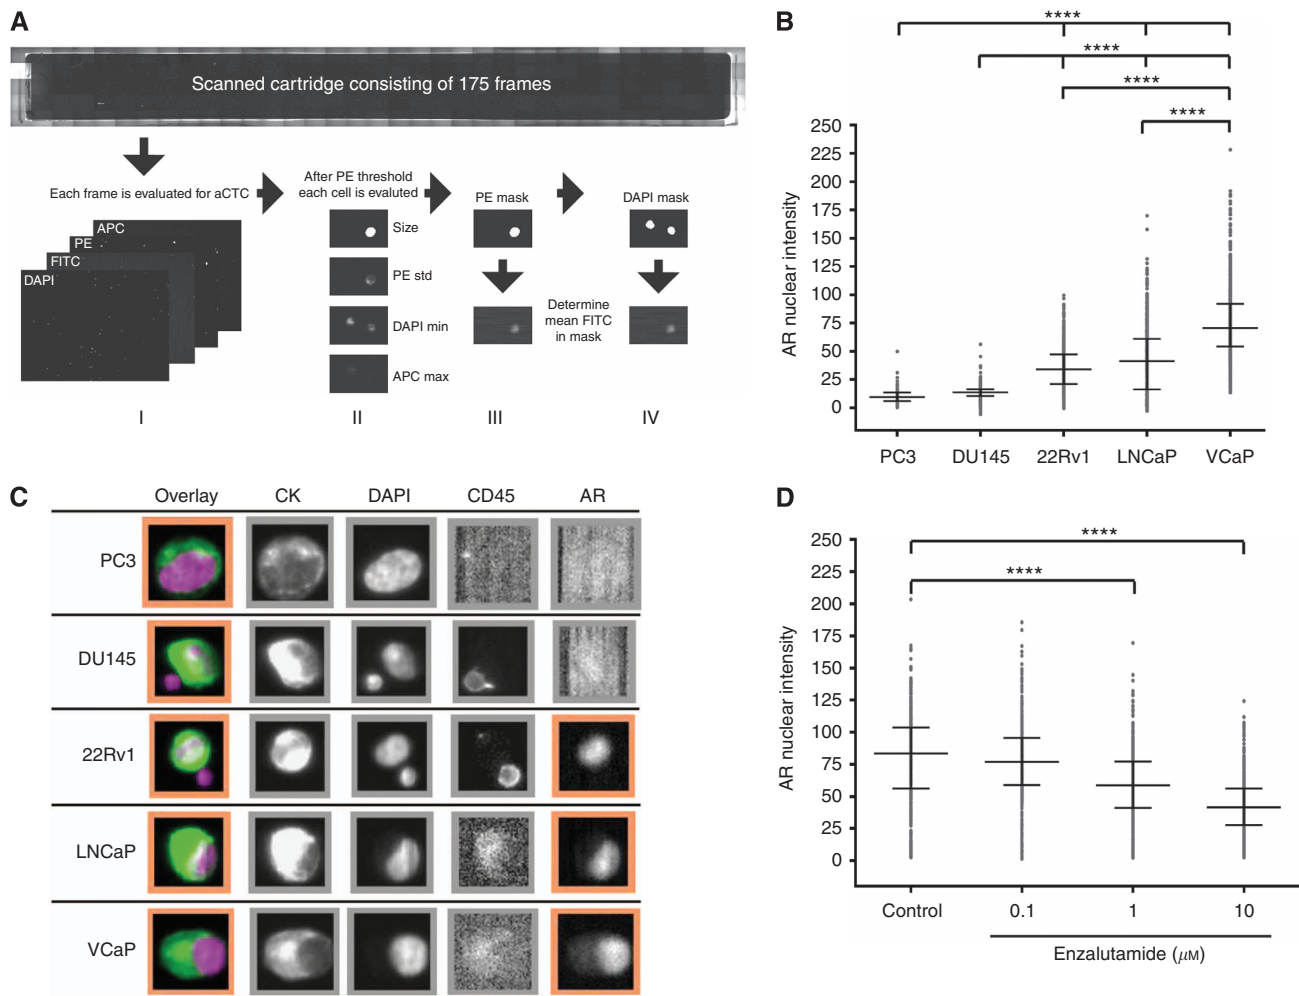 A
Scanned cartridge consisting of 175 frames
Each frame is evaluated for aCTC
APC
PE
FITC
DAPI
After PE threshold
each cell is evaluted
Size
PE std
DAPI min
APC max
PE mask
DAPI mask
Determine
mean FITC
in mask
I
II
III
IV
B
****
****
****
****
AR nuclear intensity
250
225
200
175
150
125
100
75
50
25
0
PC3
DU145
22Rv1
LNCaP
VCaP
C
Overlay
CK
DAPI
CD45
AR
PC3
DU145
22Rv1
LNCaP
VCaP
D
****
****
AR nuclear intensity
250
225
200
175
150
125
100
75
50
25
0
Control
0.1
1
10
Enzalutamide (μM)